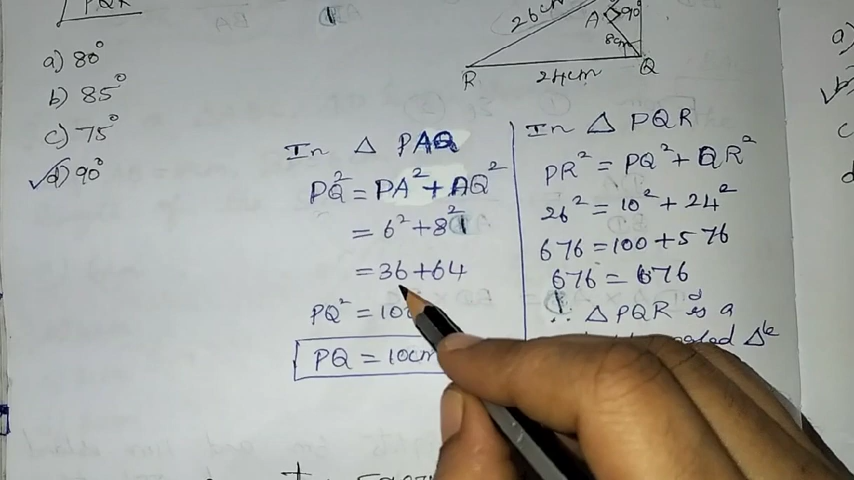 PQR
a) 80°
b) 85°
c) 75°
d) 90°
26cm
A 90°
8cm
R 24cm Q
In △ PAQ
PQ² = PA² + AQ²
= 6² + 8²
= 36 + 64
PQ² = 100
PQ = 10cm
In △ PQR
PR² = PQ² + QR²
26² = 10² + 24²
676 = 100 + 576
676 = 676
∴ △ PQR is a
a)
b)
c
d